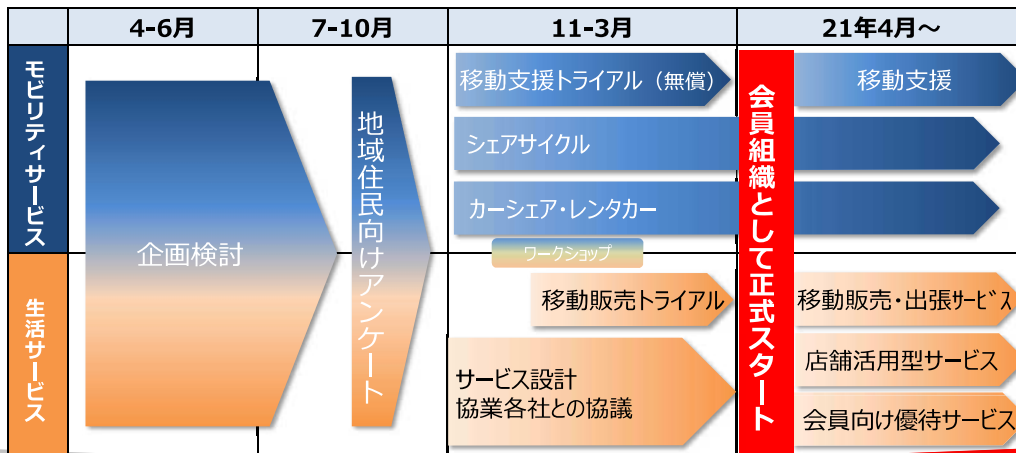 4-6月
7-10月
11-3月
21年4月～
モビリティサービス
企画検討
地域住民向けアンケート
移動支援トライアル（無償）
シェアサイクル
カーシェア・レンタカー
ワークショップ
会員組織として正式スタート
移動支援
生活サービス
移動販売トライアル
サービス設計
協業各社との協議
移動販売・出張サービス
店舗活用型サービス
会員向け優待サービス